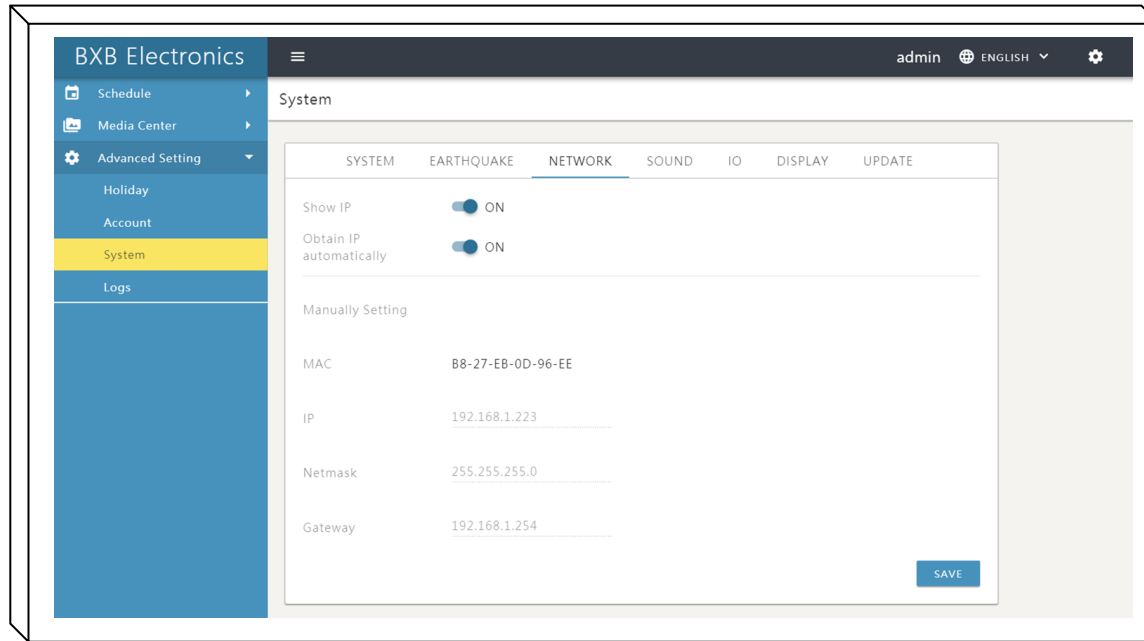 BXB Electronics
admin ENGLISH
Schedule
Media Center
Advanced Setting
Holiday
Account
System
Logs
System
SYSTEM EARTHQUAKE NETWORK SOUND IO DISPLAY UPDATE
Show IP ON
Obtain IP
automatically ON
Manually Setting
MAC B8-27-EB-0D-96-EE
IP 192.168.1.223
Netmask 255.255.255.0
Gateway 192.168.1.254
SAVE